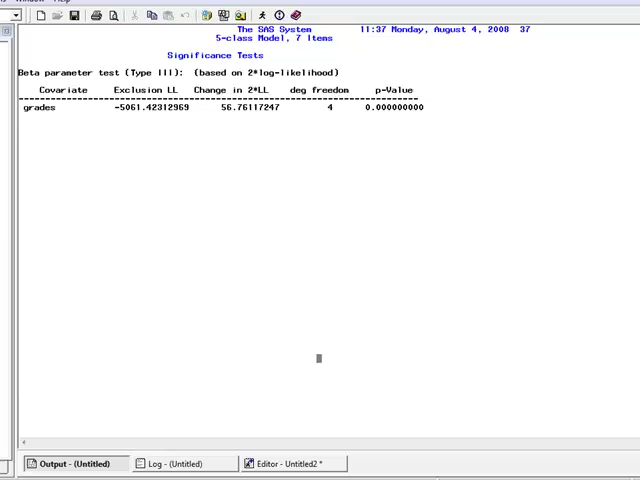 The SAS System 11:37 Monday, August 4, 2008 37
5-class Model, 7 Items
Significance Tests
Beta parameter test (Type III): (based on 2*log-likelihood)
Covariate Exclusion LL Change in 2*LL deg freedom p-Value
grades -5061.42312969 56.76117247 4 0.000000000
Output - (Untitled) Log - (Untitled) Editor - Untitled2 *